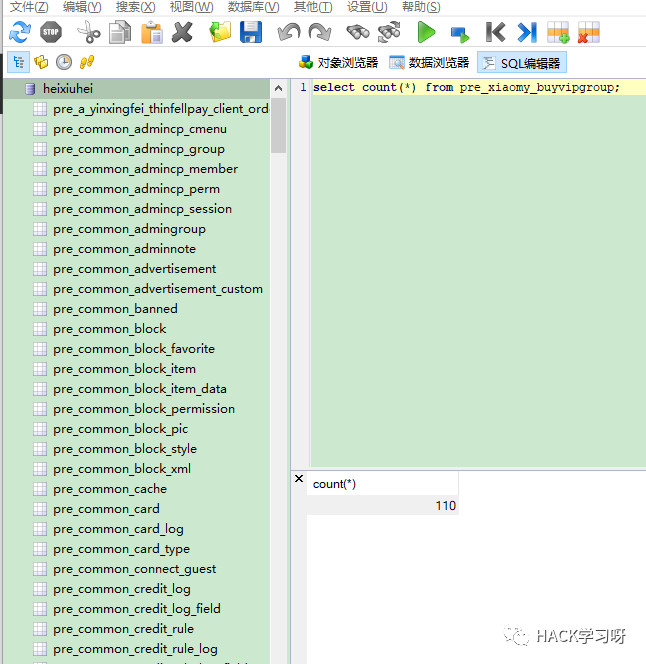 文件(Z) 编辑(Y) 搜索(X) 视图(W) 数据库(V) 其他(T) 设置(U) 帮助(S)
STOP
对象浏览器 数据浏览器 SQL编辑器
heixiuhei
pre_a_yinxingfei_thinfellpay_client_ord
pre_common_admincp_cmenu
pre_common_admincp_group
pre_common_admincp_member
pre_common_admincp_perm
pre_common_admincp_session
pre_common_admingroup
pre_common_adminnote
pre_common_advertisement
pre_common_advertisement_custom
pre_common_banned
pre_common_block
pre_common_block_favorite
pre_common_block_item
pre_common_block_item_data
pre_common_block_permission
pre_common_block_pic
pre_common_block_style
pre_common_block_xml
pre_common_cache
pre_common_card
pre_common_card_log
pre_common_card_type
pre_common_connect_guest
pre_common_credit_log
pre_common_credit_log_field
pre_common_credit_rule
pre_common_credit_rule_log
1 select count(*) from pre_xiaomy_buyvipgroup;
count(*)
110
HACK学习呀